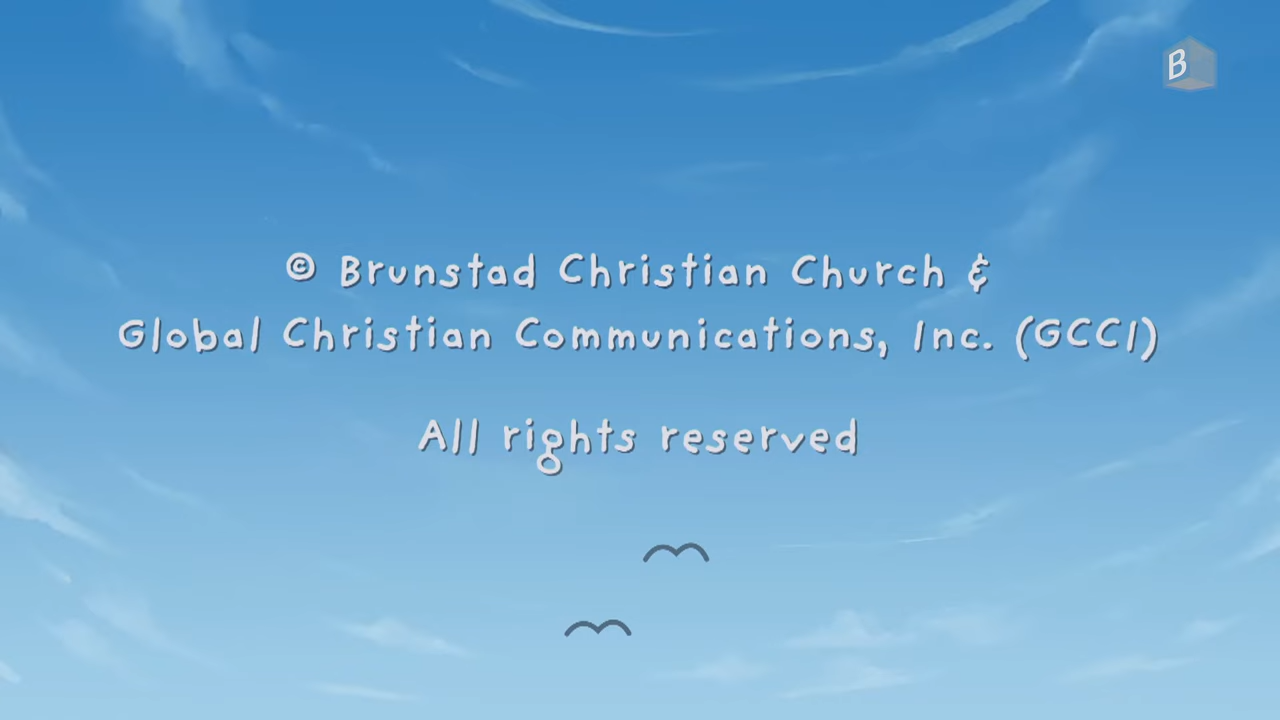 B
© Brunstad Christian Church &
Global Christian Communications, Inc. (GCCI)
All rights reserved